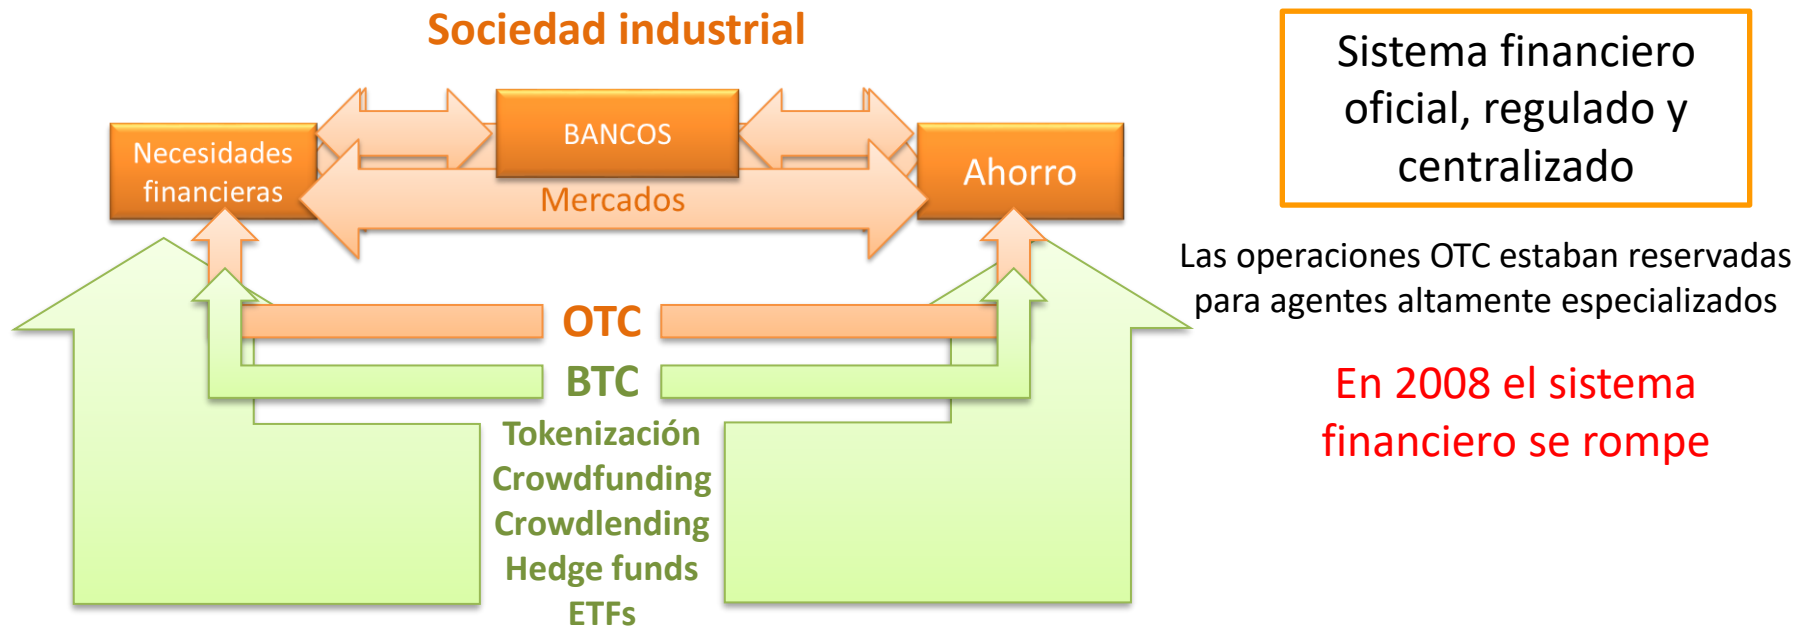 Sociedad industrial
BANCOS
Necesidades
financieras
Ahorro
Mercados
OTC
BTC
Tokenización
Crowdfunding
Crowdlending
Hedge funds
ETFs
Sistema financiero
oficial, regulado y
centralizado
Las operaciones OTC estaban reservadas
para agentes altamente especializados
En 2008 el sistema
financiero se rompe